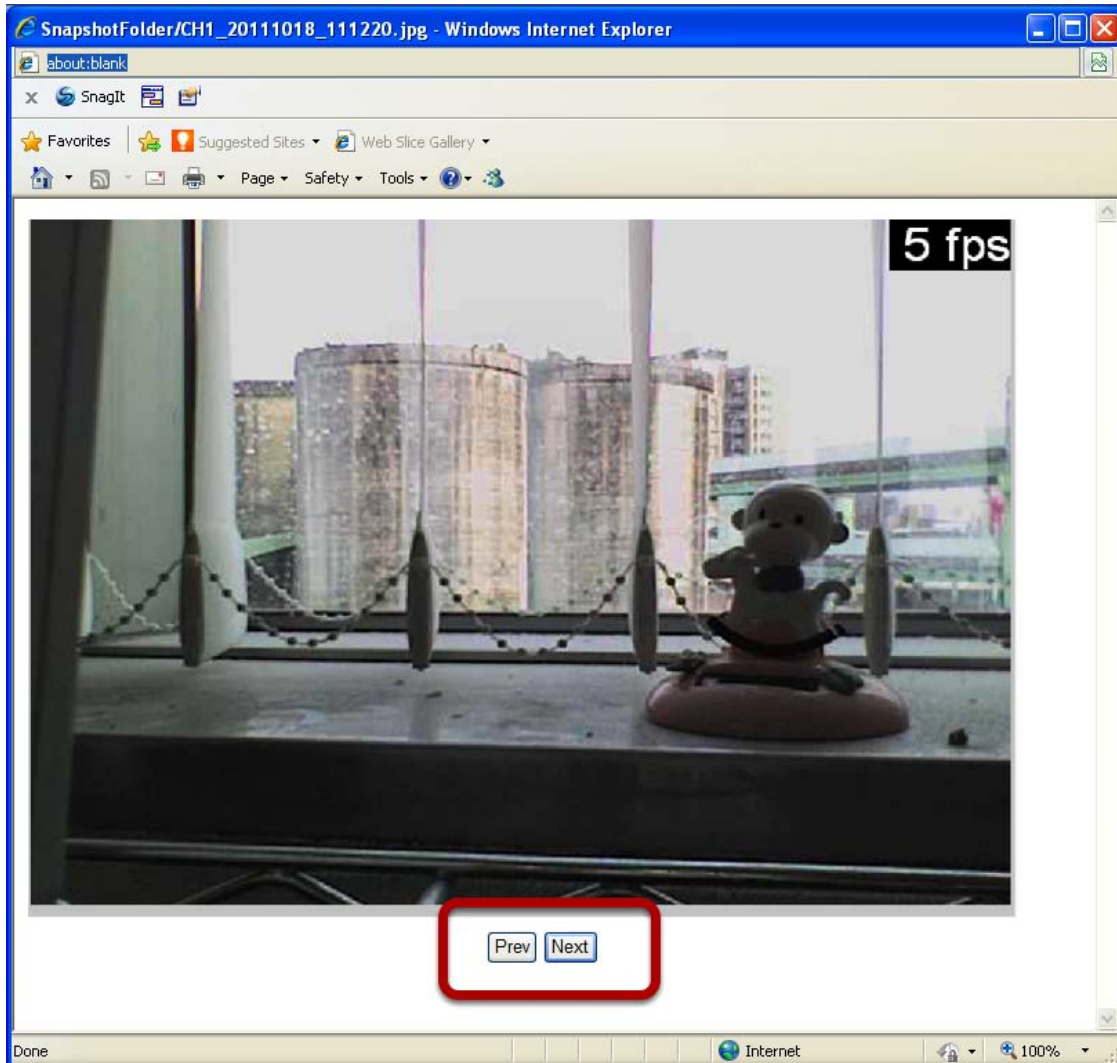 SnapshotFolder/CH1_20111018_111220.jpg - Windows Internet Explorer
about:blank
x SnagIt
Favorites Suggested Sites Web Slice Gallery
Page Safety Tools
5 fps
Prev Next
Done Internet 100%